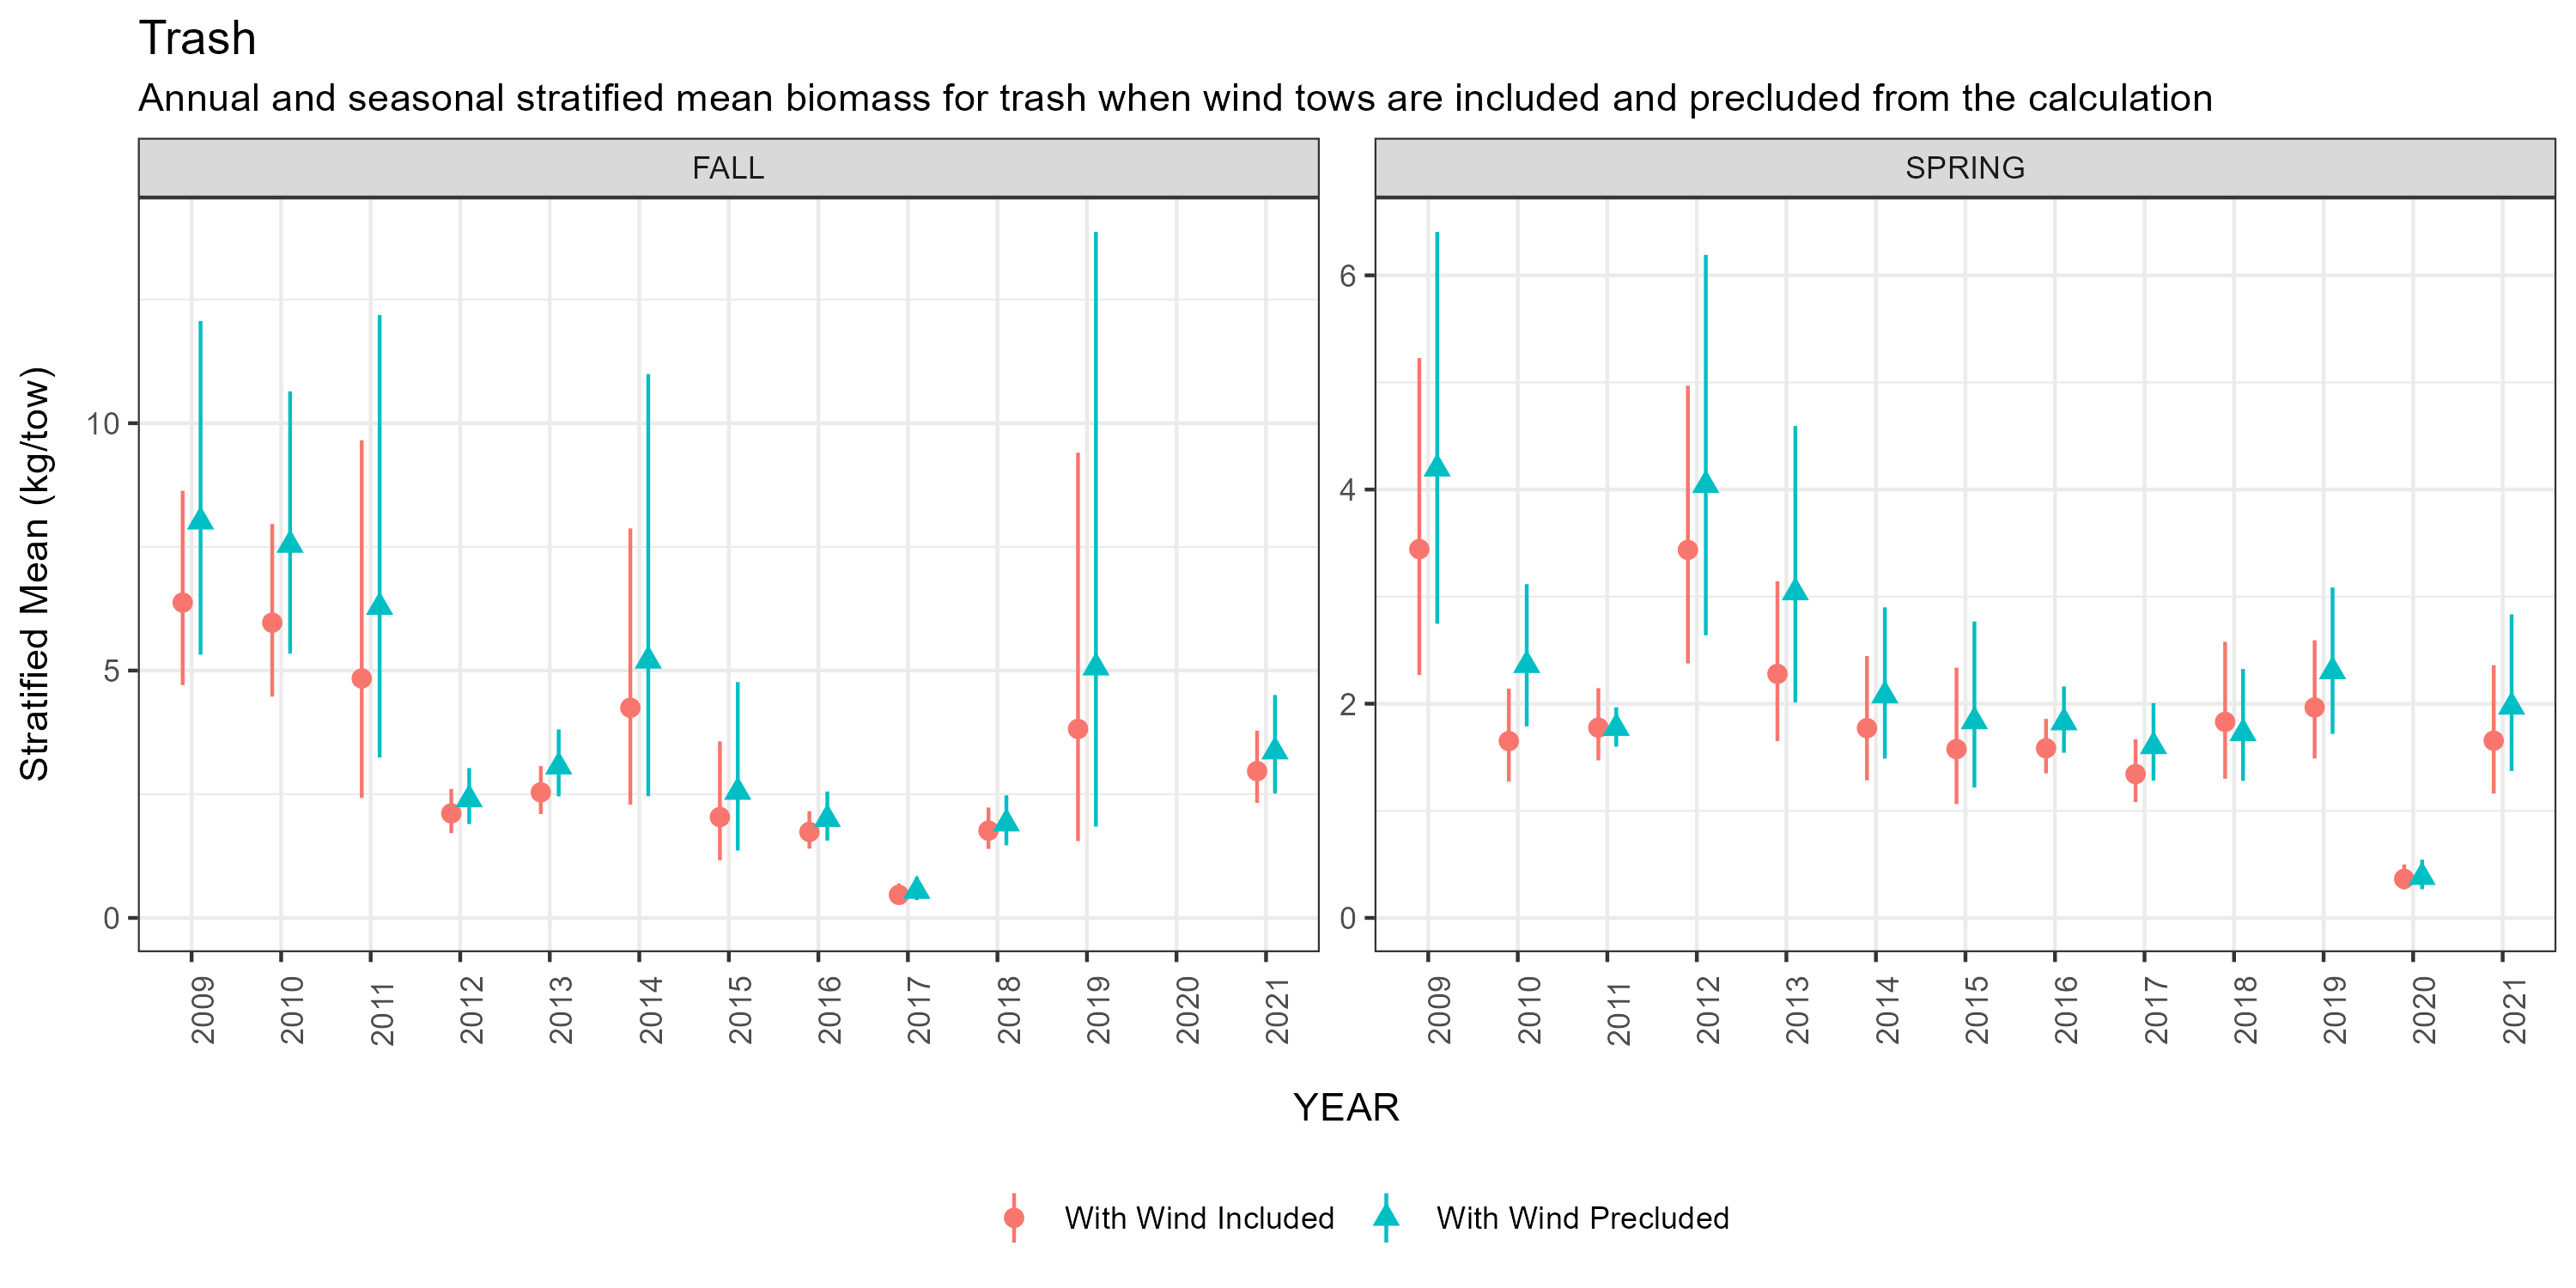 Trash
Annual and seasonal stratified mean biomass for trash when wind tows are included and precluded from the calculation
FALL
SPRING
Stratified Mean (kg/tow)
10
5
0
6
4
2
0
2009 2010 2011 2012 2013 2014 2015 2016 2017 2018 2019 2020 2021
2009 2010 2011 2012 2013 2014 2015 2016 2017 2018 2019 2020 2021
YEAR
With Wind Included With Wind Precluded